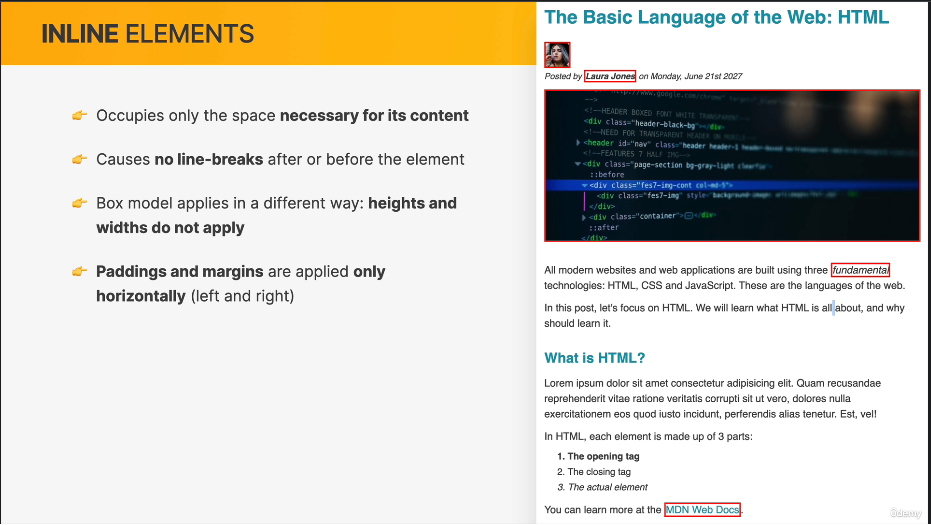 INLINE ELEMENTS
👉 Occupies only the space necessary for its content
👉 Causes no line-breaks after or before the element
👉 Box model applies in a different way: heights and
widths do not apply
👉 Paddings and margins are applied only
horizontally (left and right)
The Basic Language of the Web: HTML
Posted by Laura Jones on Monday, June 21st 2027
-->
<!--HEADER BOXED FONT WHITE TRANSPARENT-->
<div class="header-black-bg"></div>
<!--NEED FOR TRANSPARENT HEADER ON MOBILE-->
<header id="nav" class="header header-1 header-black
<!--FEATURES 7 HALF IMG-->
<div class="page-section bg-gray-light clearfix">
::before
<div class="fes7-img-cont col-md-5">
<div class="fes7-img" style="background-image:
</div>
<div class="container"></div>
::after
</div>
All modern websites and web applications are built using three fundamental
technologies: HTML, CSS and JavaScript. These are the languages of the web.
In this post, let's focus on HTML. We will learn what HTML is all about, and why
should learn it.
What is HTML?
Lorem ipsum dolor sit amet consectetur adipisicing elit. Quam recusandae
reprehenderit vitae ratione veritatis corrupti sit ut vero, dolores nulla
exercitationem eos quod iusto incidunt, perferendis alias tenetur. Est, vel!
In HTML, each element is made up of 3 parts:
1. The opening tag
2. The closing tag
3. The actual element
You can learn more at the MDN Web Docs.
ûdemy